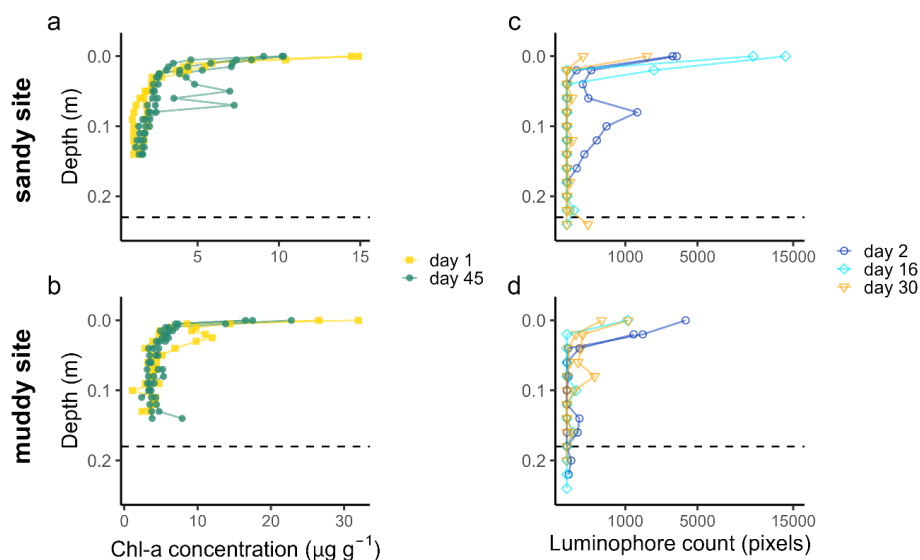 a
c
sandy site
Depth (m)
0.0
0.1
0.2
5
10
15
0.0
0.1
0.2
1000
5000
15000
day 1
day 45
day 2
day 16
day 30
b
d
muddy site
Depth (m)
0.0
0.1
0.2
0
10
20
30
Chl-a concentration (μg g⁻¹)
0.0
0.1
0.2
1000
5000
15000
Luminophore count (pixels)